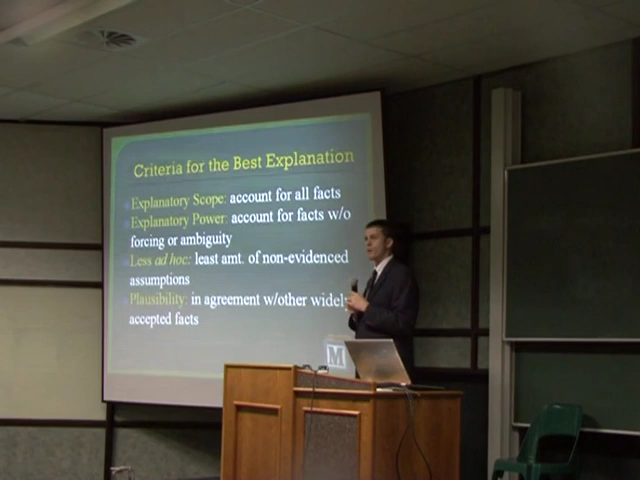 Criteria for the Best Explanation
Explanatory Scope: account for all facts
Explanatory Power: account for facts w/o
forcing or ambiguity
Less ad hoc: least amt. of non-evidenced
assumptions
Plausibility: in agreement w/other widely
accepted facts
M